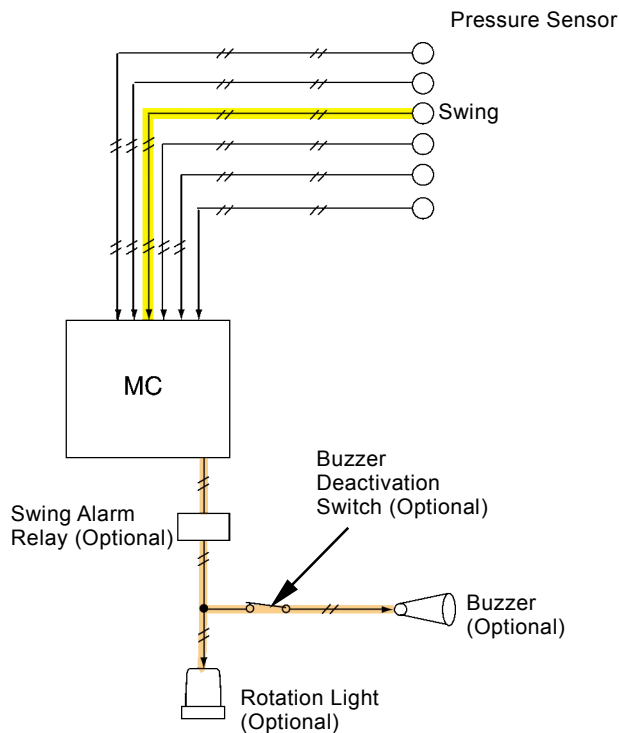 Pressure Sensor
Swing
MC
Buzzer
Deactivation
Switch (Optional)
Swing Alarm
Relay (Optional)
Buzzer
(Optional)
Rotation Light
(Optional)